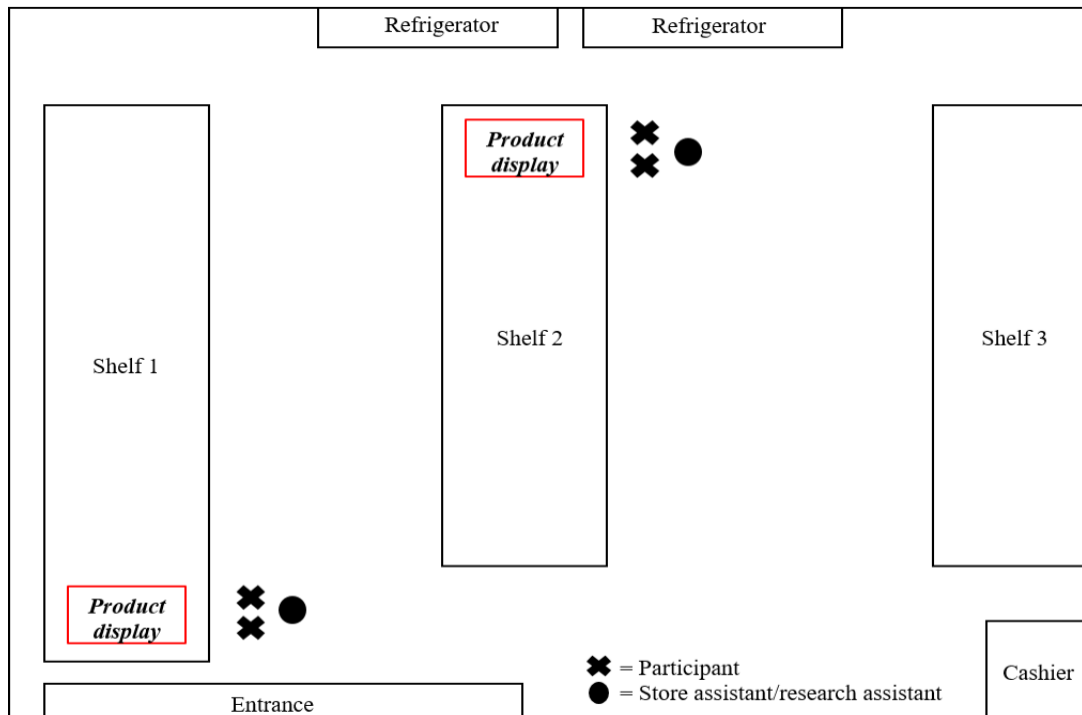 Refrigerator
Refrigerator
Product
display
Shelf 1
Shelf 2
Shelf 3
Product
display
= Participant
= Store assistant/research assistant
Cashier
Entrance